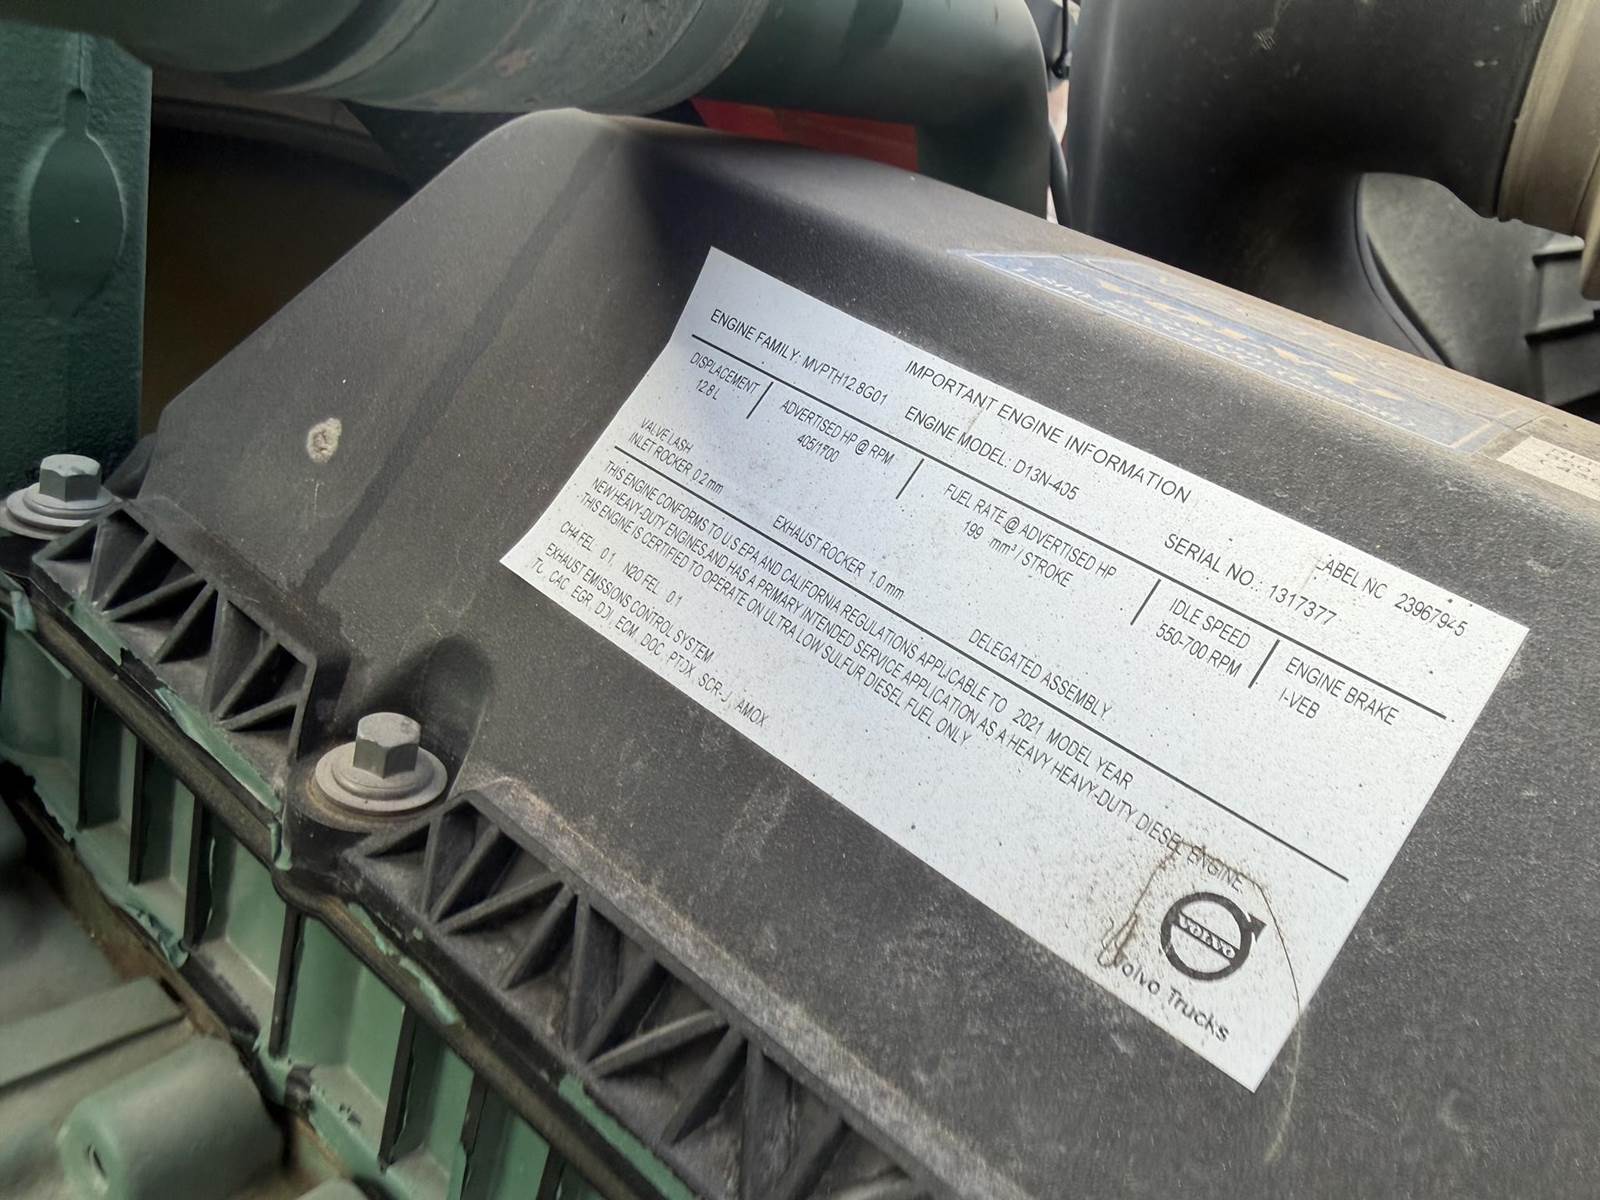 IMPORTANT ENGINE INFORMATION
LABEL NC 23967945
ENGINE FAMILY: MVPTH12.8G01 ENGINE MODEL: D13N-405 SERIAL NO.: 1317377
DISPLACEMENT ADVERTISED HP @ RPM FUEL RATE @ ADVERTISED HP IDLE SPEED ENGINE BRAKE
12.8 L 405/1700 199 mm³ / STROKE 550-700 RPM I-VEB
VALVE LASH
INLET ROCKER 0.2 mm EXHAUST ROCKER 1.0 mm DELEGATED ASSEMBLY
THIS ENGINE CONFORMS TO U.S EPA AND CALIFORNIA REGULATIONS APPLICABLE TO 2021 MODEL YEAR
NEW HEAVY-DUTY ENGINES, AND HAS A PRIMARY INTENDED SERVICE APPLICATION AS A HEAVY HEAVY-DUTY DIESEL ENGINE.
THIS ENGINE IS CERTIFIED TO OPERATE ON ULTRA LOW SULFUR DIESEL FUEL ONLY
CH4 FEL 0.1, N2O FEL 0.1
EXHAUST EMISSIONS CONTROL SYSTEM
TC, CAC, EGR, DDI, ECM, DOC, PTOX, SCR-U, AMOX
VOLVO
Volvo Trucks